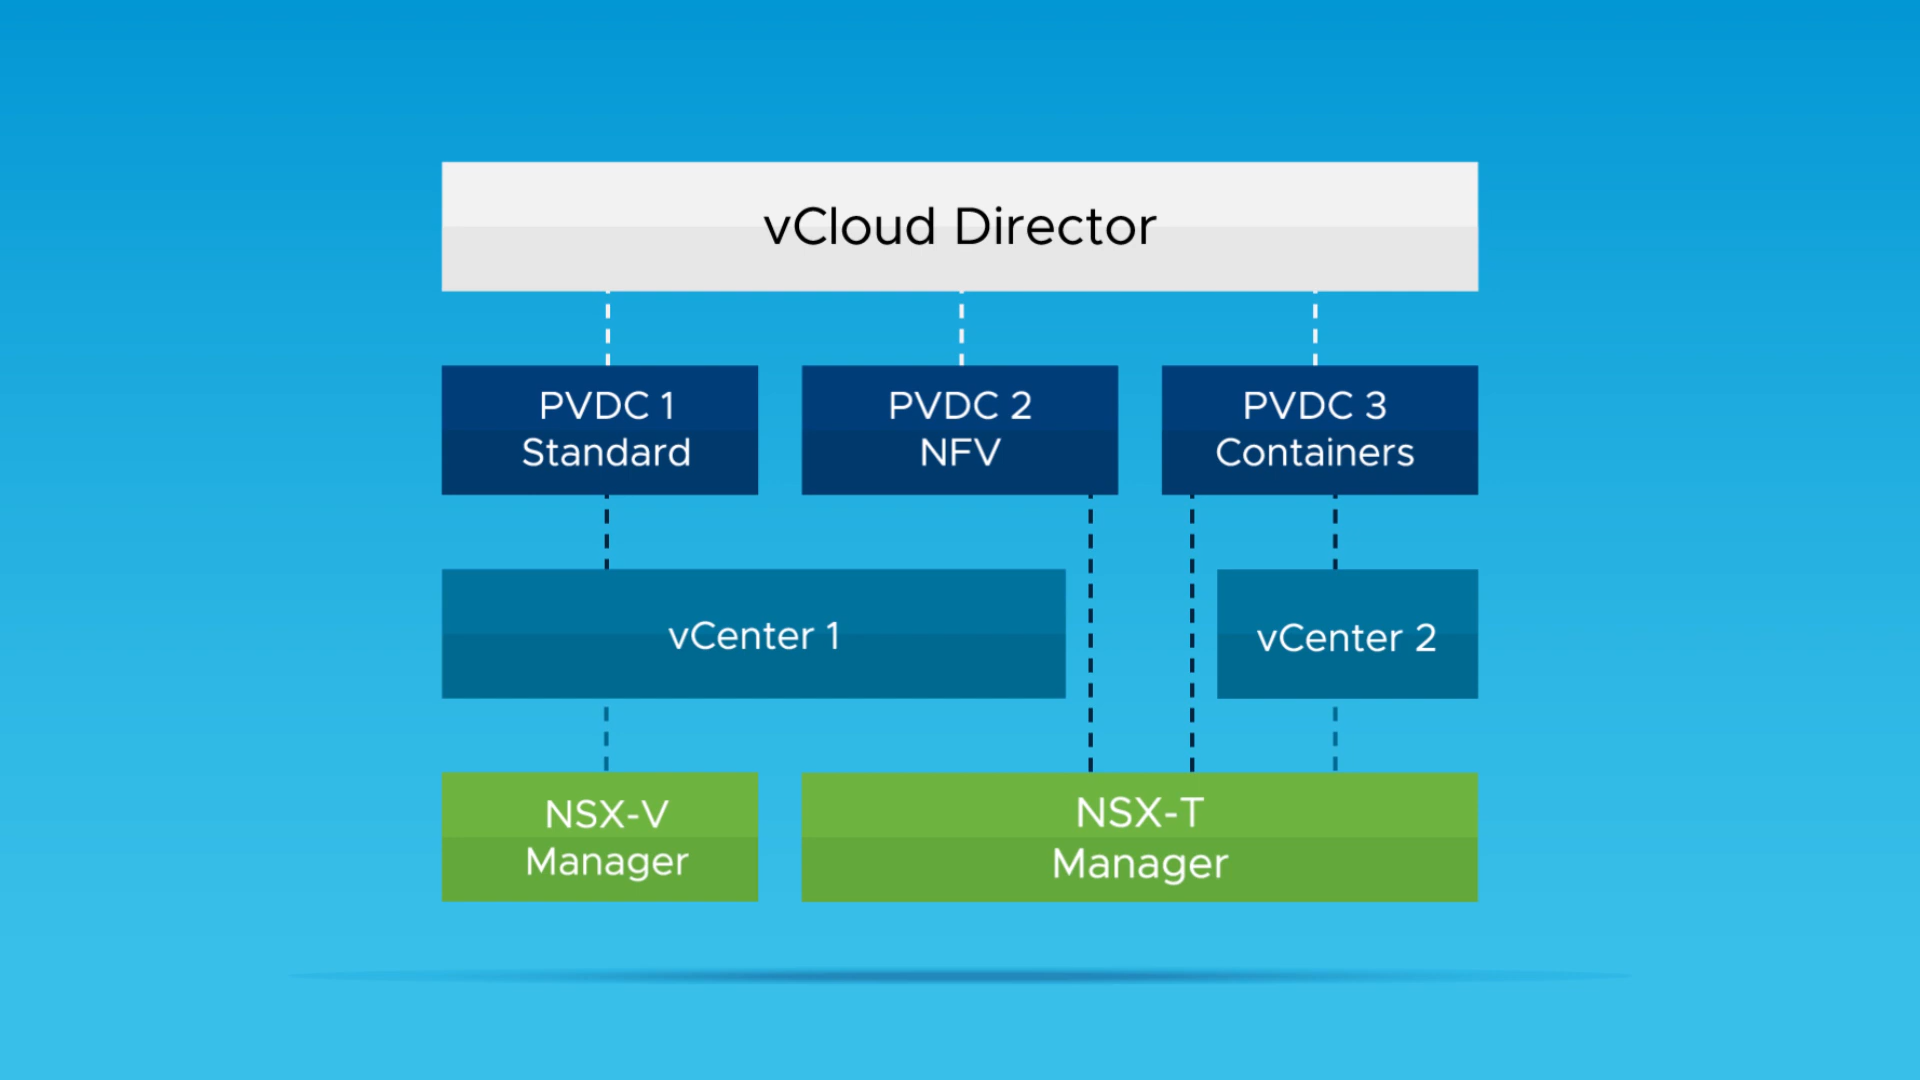 vCloud Director
PVDC 1
Standard
PVDC 2
NFV
PVDC 3
Containers
vCenter 1
vCenter 2
NSX-V
Manager
NSX-T
Manager